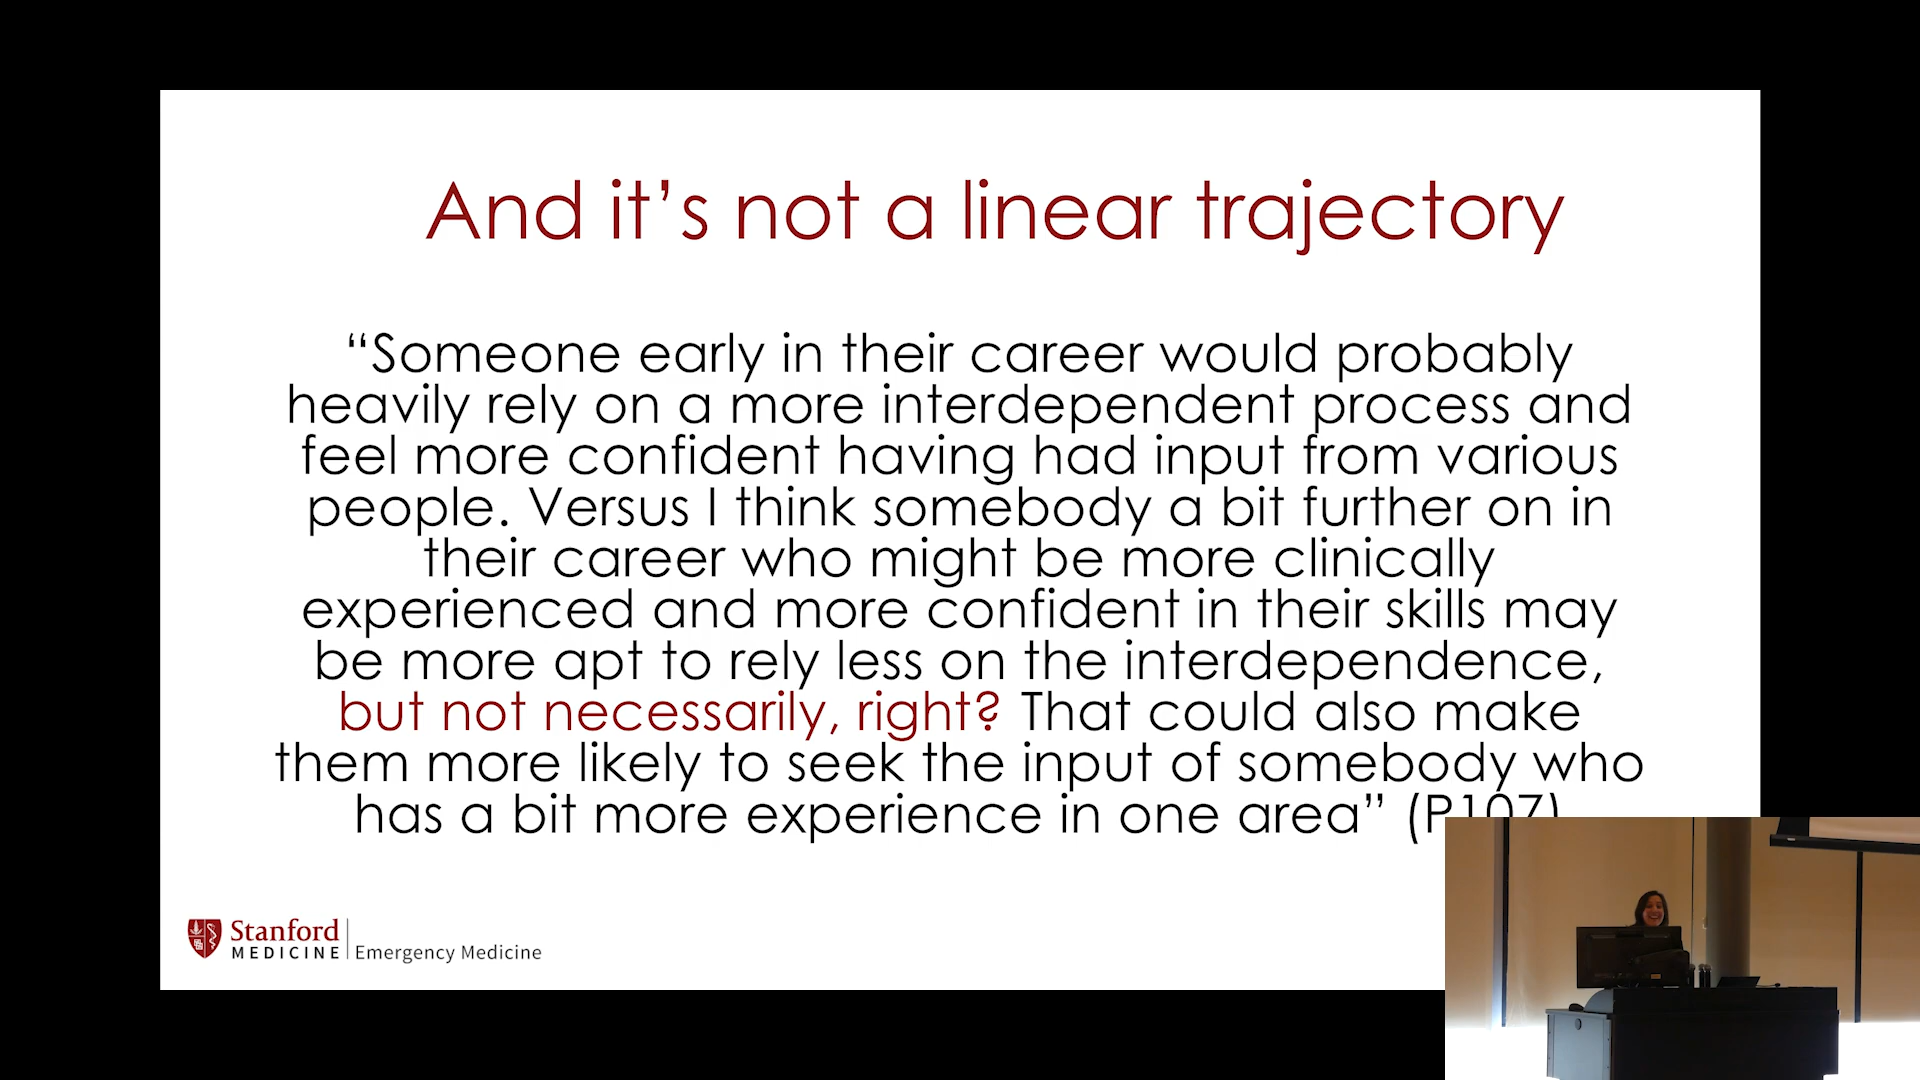 And it’s not a linear trajectory
“Someone early in their career would probably
heavily rely on a more interdependent process and
feel more confident having had input from various
people. Versus I think somebody a bit further on in
their career who might be more clinically
experienced and more confident in their skills may
be more apt to rely less on the interdependence,
but not necessarily, right? That could also make
them more likely to seek the input of somebody who
has a bit more experience in one area” (P107)
Stanford
MEDICINE
Emergency Medicine